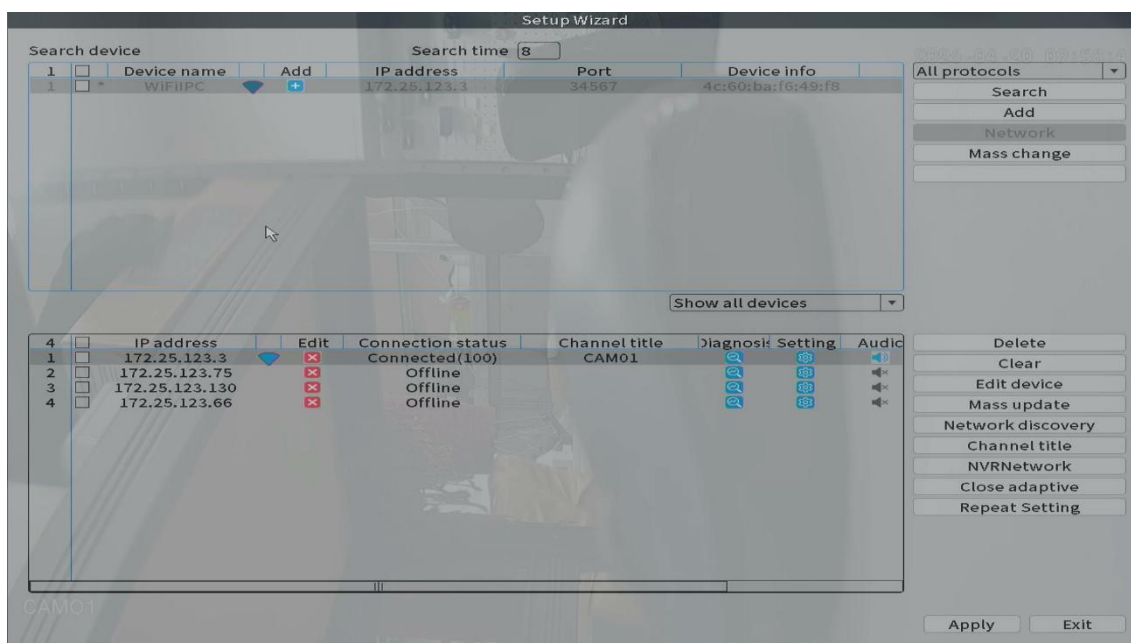 Setup Wizard
Search device Search time 8
1 Device name Add IP address Port Device info All protocols
1 * WiFiIPC 172.25.123.3 34567 4c:60:ba:f6:49:f8
Search
Add
Network
Mass change
Show all devices
4 IP address Edit Connection status Channel title Diagnosis Setting Audio
1 172.25.123.3 Connected(100) CAM01
2 172.25.123.75 Offline
3 172.25.123.130 Offline
4 172.25.123.66 Offline
Delete
Clear
Edit device
Mass update
Network discovery
Channel title
NVRNetwork
Close adaptive
Repeat Setting
CAM01
Apply Exit